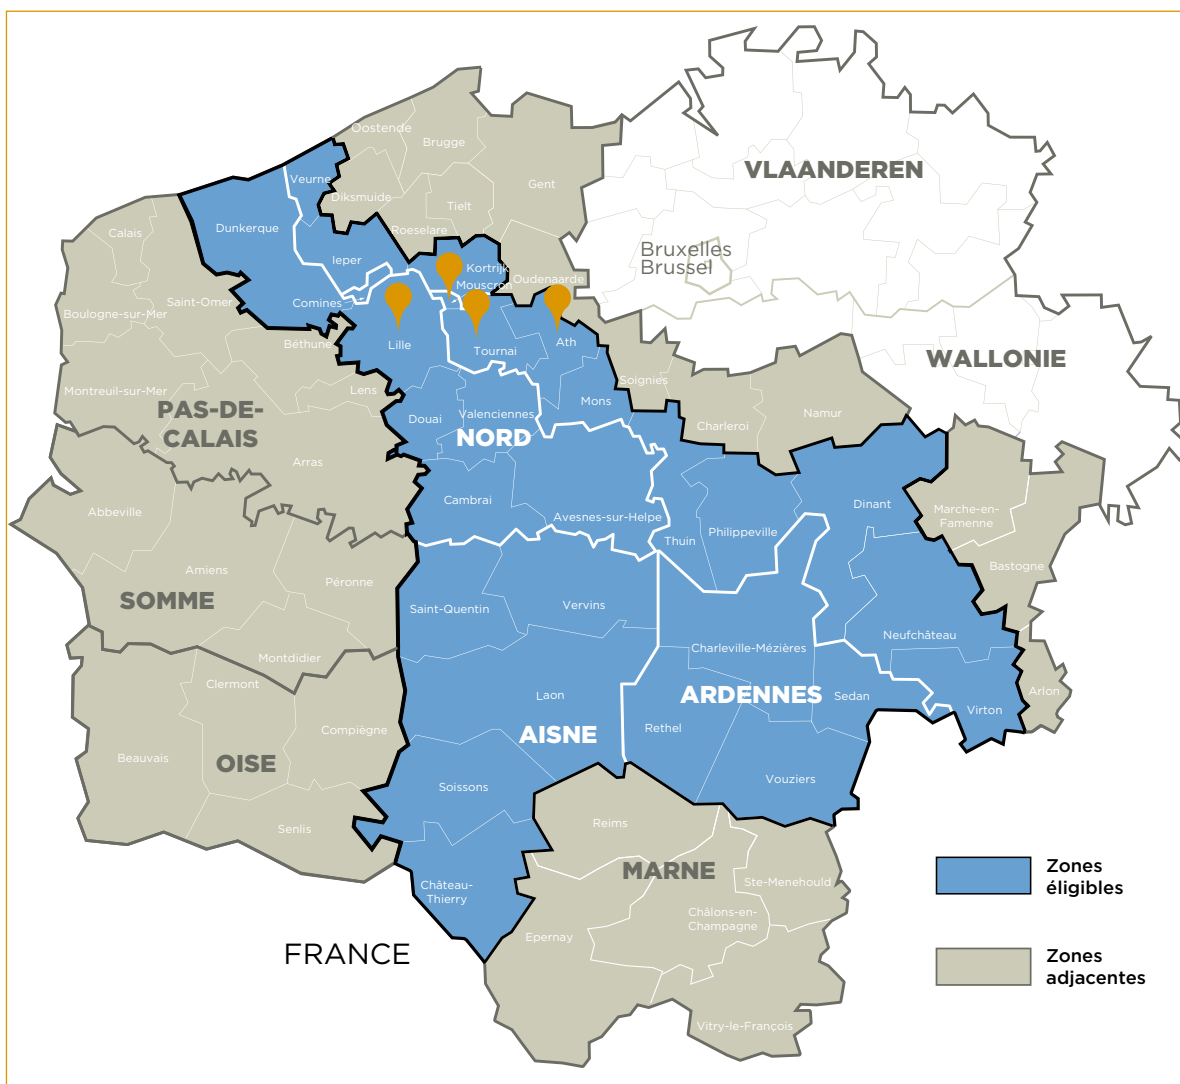 Oostende
Brugge
VLAANDEREN
Veurne
Gent
Diksmuide
Tielt
Dunkerque
Roeselare
Calais
Bruxelles
Brussel
Ieper
Kortrijk
Oudenaarde
Mouscron
Saint-Omer
Comines
Boulogne-sur-Mer
Béthune
Lille
Tournai
Ath
WALLONIE
Soignies
Montreuil-sur-Mer
Lens
Mons
PAS-DE-
CALAIS
Douai
Valenciennes
Namur
Charleroi
NORD
Arras
Abbeville
Cambrai
Avesnes-sur-Helpe
Dinant
Marche-en-
Famenne
Philippeville
Thuin
Amiens
Péronne
Bastogne
SOMME
Saint-Quentin
Vervins
Neufchâteau
Montdidier
Charleville-Mézières
Clermont
Laon
ARDENNES
Sedan
Arlon
Virton
Compiègne
Rethel
AISNE
Beauvais
OISE
Soissons
Vouziers
Senlis
Reims
MARNE
Zones
éligibles
Château-
Thierry
Ste-Menehould
Châlons-en-
Champagne
Epernay
FRANCE
Zones
adjacentes
Vitry-le-François